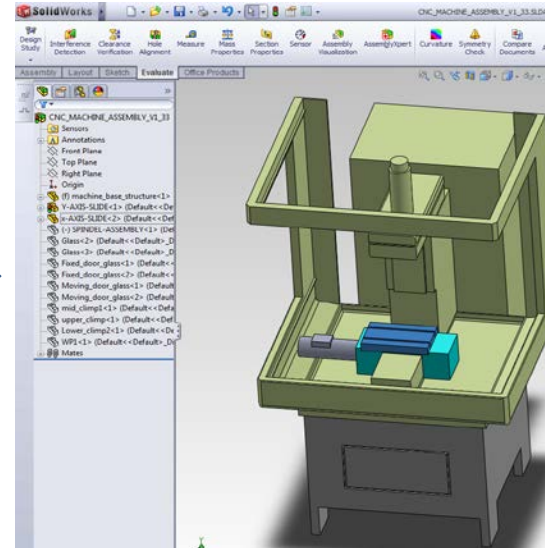 SolidWorks
CNC_MACHINE_ASSEMBLY_V1_33.SLDA
Design Study
Interference Detection
Clearance Verification
Hole Alignment
Measure
Mass Properties
Section Properties
Sensor
Assembly Visualization
AssemblyXpert
Curvature
Symmetry Check
Compare Documents
Assembly Layout Sketch Evaluate Office Products
CNC_MACHINE_ASSEMBLY_V1_33
Sensors
Annotations
Front Plane
Top Plane
Right Plane
Origin
(f) machine_base_structure<1>
Y-AXIS-SLIDE<1> (Default<<De
x-AXIS-SLIDE<2> (Default<<Def
(-) SPINDEL-ASSEMBLY<1> (Def
Glass<2> (Default<<Default>_D
Glass<3> (Default<<Default>_D
Fixed_door_glass<1> (Default<<
Fixed_door_glass<2> (Default<<
Moving_door_glass<1> (Default
Moving_door_glass<2> (Default
mid_climp1<1> (Default<<Defa
upper_climp<1> (Default<<Def
Lower_climp2<1> (Default<<De
WP1<1> (Default<<Default>_Di
Mates